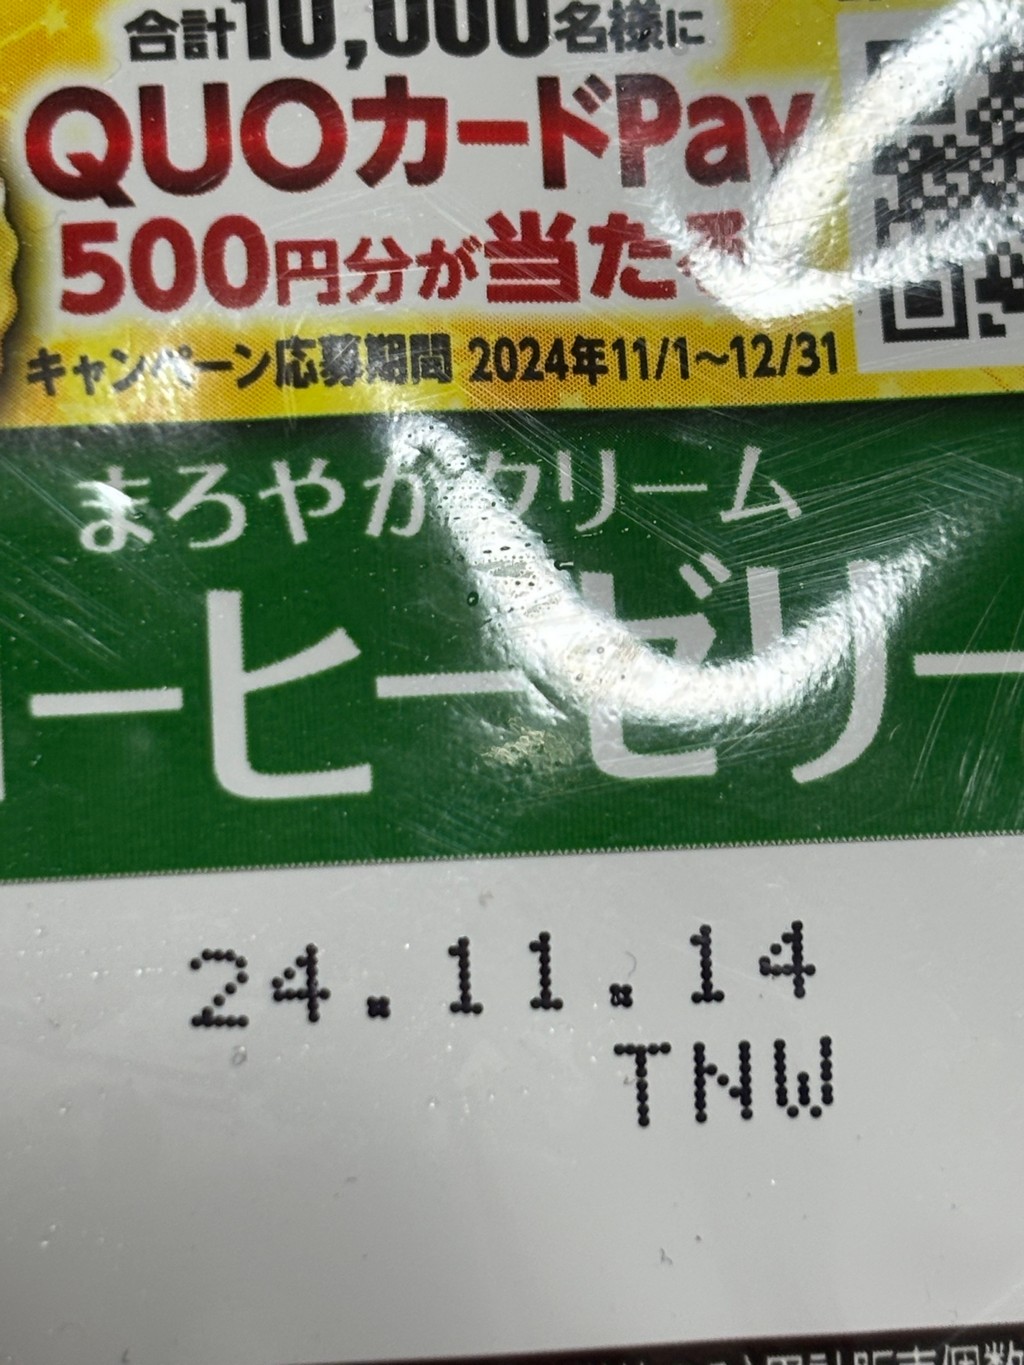 合計10,000名様に
QUOカードPay
500円分が当たる
キャンペーン応募期間 2024年11/1～12/31
まろやかクリーム
ーヒーゼリー
24.11.14
TNW